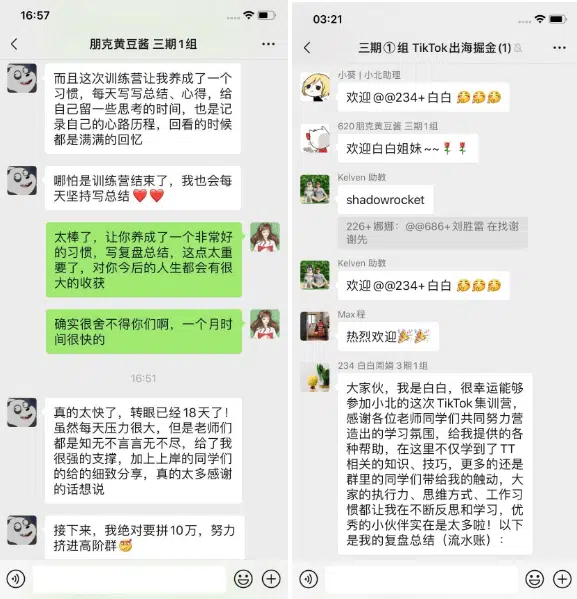 16:57
朋克黄豆酱 三期1组
而且这次训练营让我养成了一个
习惯，每天写写总结、心得，给
自己留一些思考的时间，也是记
录自己的心路历程，回看的时候
都是满满的回忆
哪怕是训练营结束了，我也会每
天坚持写总结❤️❤️
太棒了，让你养成了一个非常好
的习惯，写复盘总结，这点太重
要了，对你今后的人生都会有很
大的收获
确实很舍不得你们啊，一个月时
间很快的
16:51
真的太快了，转眼已经18天了！
虽然每天压力很大，但是老师们
都是知无不言言无不尽，给了我
很强的支撑，加上上岸的同学们
的给的细致分享，真的太多感谢
的话想说
接下来，我绝对要拼10万，努力
挤进高阶群
03:21
三期①组 TikTok出海掘金(1)
小葵 | 小北助理
欢迎@@234+白白
620朋克黄豆酱 三期1组
欢迎白白姐妹~~🌹🌹
Kelven 助教
shadowrocket
226+娜娜：@@686+刘胜雷 在找谢
谢先
Kelven 助教
欢迎@@234+白白
Max程
热烈欢迎🎉🎉
234 白白周娟 3期1组
大家伙，我是白白，很幸运能够
参加小北的这次TikTok集训营，
感谢各位老师同学们共同努力营
造出的学习氛围，给我提供的各
种帮助，在这里不仅学到了TT
相关的知识、技巧，更多的还是
群里的同学们带给我的触动，大
家的执行力、思维方式、工作习
惯都让我在不断反思和学习，优
秀的小伙伴实在是太多啦！以下
是我的复盘总结（流水账）：